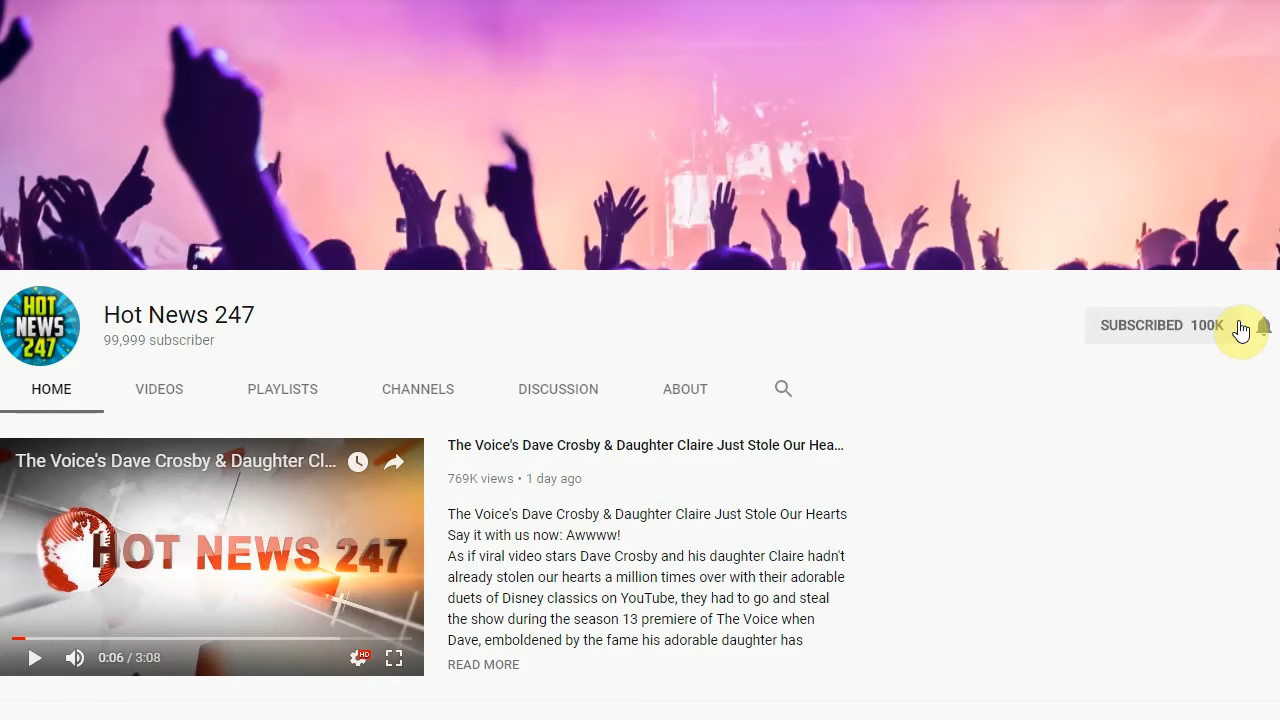 HOT
NEWS
247
Hot News 247
99,999 subscriber
SUBSCRIBED 100K
HOME VIDEOS PLAYLISTS CHANNELS DISCUSSION ABOUT
The Voice's Dave Crosby & Daughter Cl...
HOT NEWS 247
0:06 / 3:08
HD
The Voice's Dave Crosby & Daughter Claire Just Stole Our Hea...
769K views • 1 day ago
The Voice's Dave Crosby & Daughter Claire Just Stole Our Hearts
Say it with us now: Awwww!
As if viral video stars Dave Crosby and his daughter Claire hadn't
already stolen our hearts a million times over with their adorable
duets of Disney classics on YouTube, they had to go and steal
the show during the season 13 premiere of The Voice when
Dave, emboldened by the fame his adorable daughter has
READ MORE